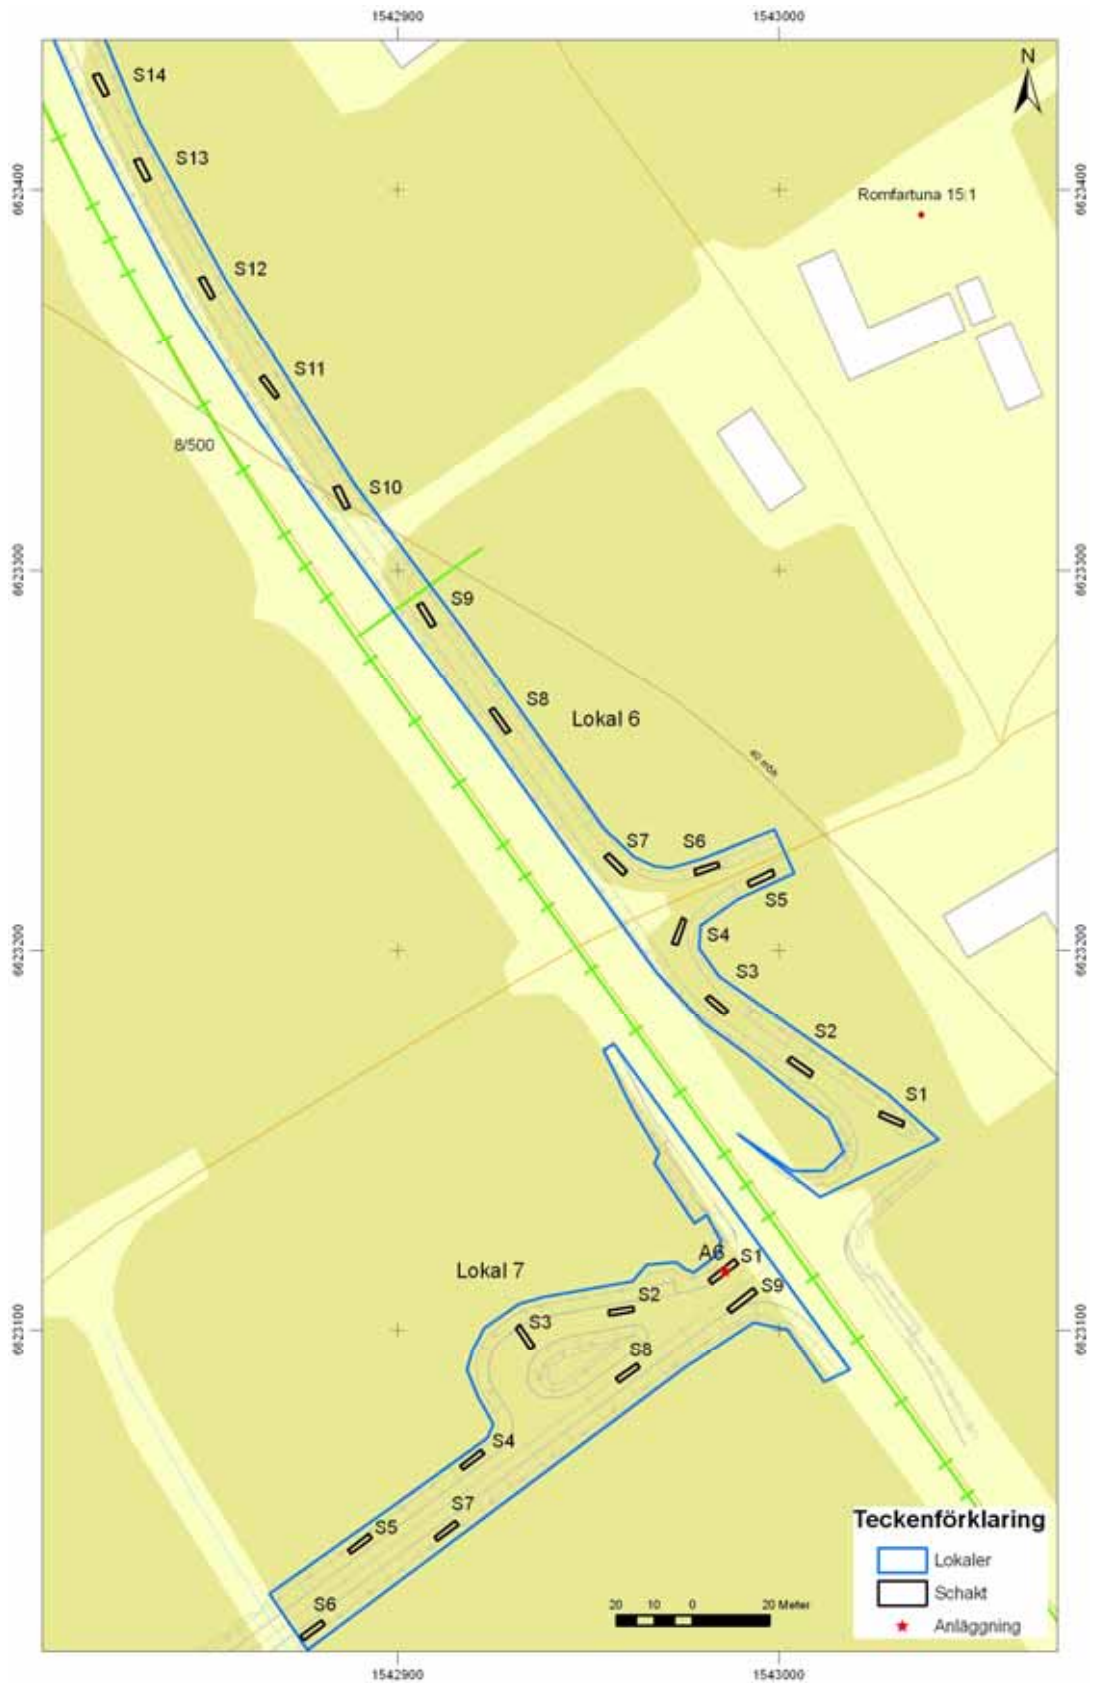 1542900
1543000
N
S14
S13
6623400
6623400
Romfartuna 15:1
S12
S11
8/500
S10
6623300
6623300
S9
S8
Lokal 6
40 möh
S7
S6
S5
6623200
6623200
S4
S3
S2
S1
A6
S1
Lokal 7
S9
S2
S3
6623100
6623100
S8
S4
S7
S5
S6
Teckenförklaring
Lokaler
Schakt
Anläggning
20 10 0 20 Meter
1542900
1543000